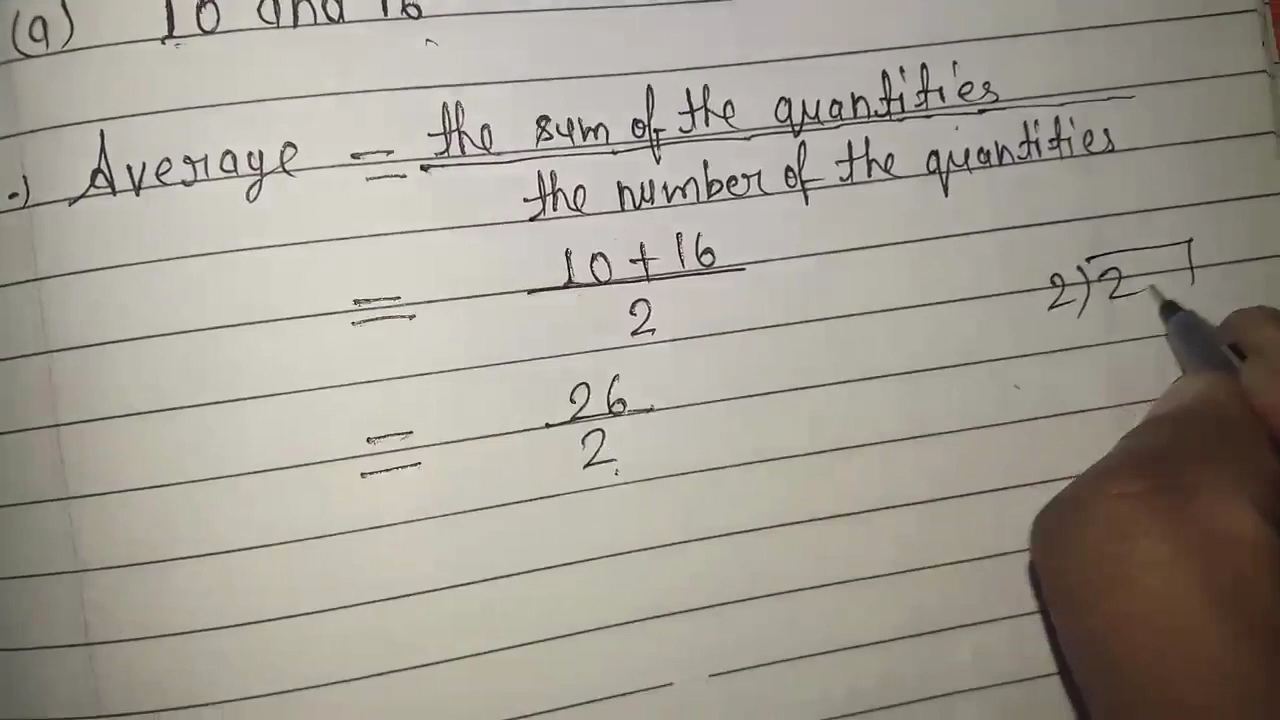 (a) 10 and 16
Average = the sum of the quantities
the number of the quantities
= 10 + 16
2
= 26
2
2) 2